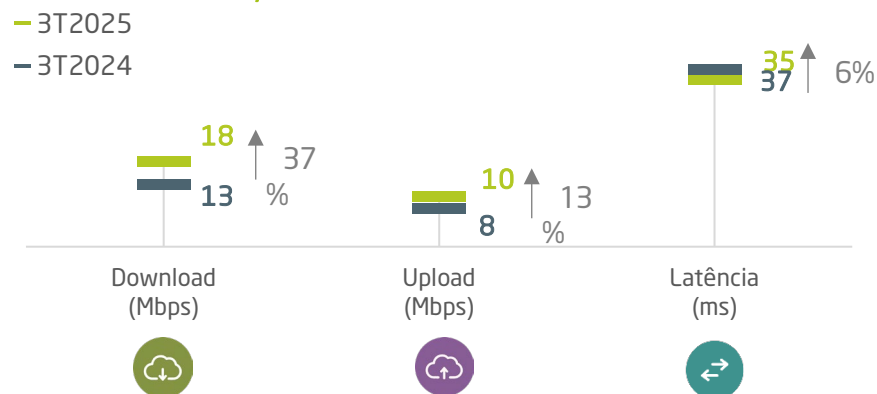 3T2025
3T2024
18
37
13
%
10
13
8
%
35
37
6%
Download
(Mbps)
Upload
(Mbps)
Latência
(ms)